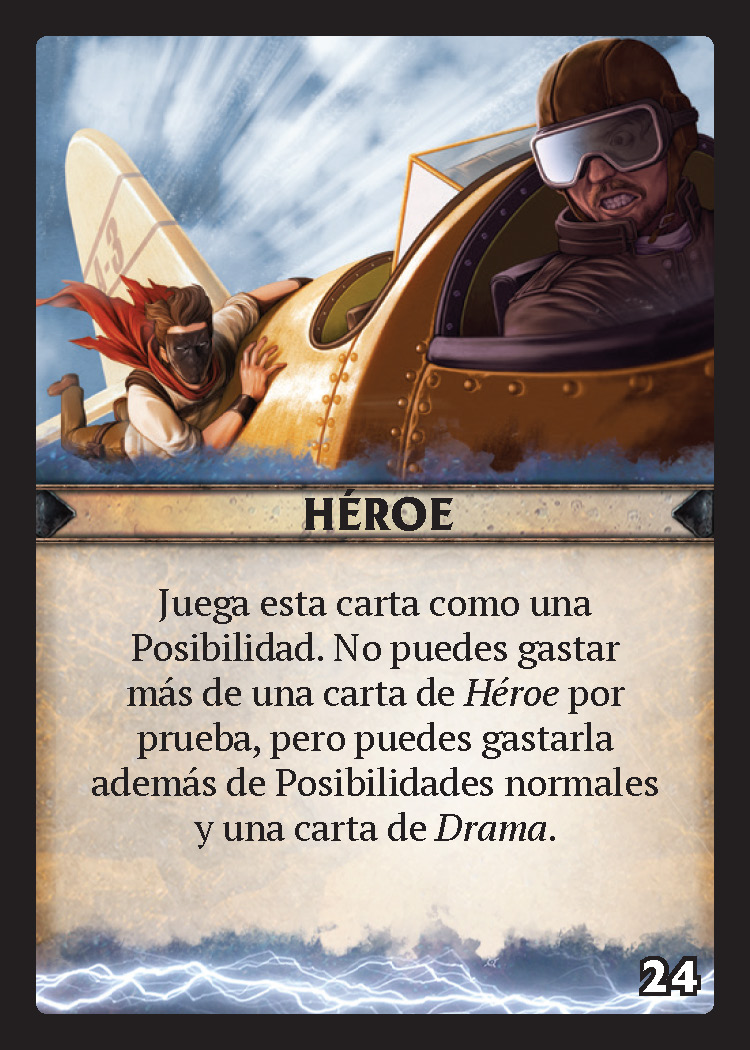 HÉROE
Juega esta carta como una
Posibilidad. No puedes gastar
más de una carta de Héroe por
prueba, pero puedes gastarla
además de Posibilidades normales
y una carta de Drama.
24